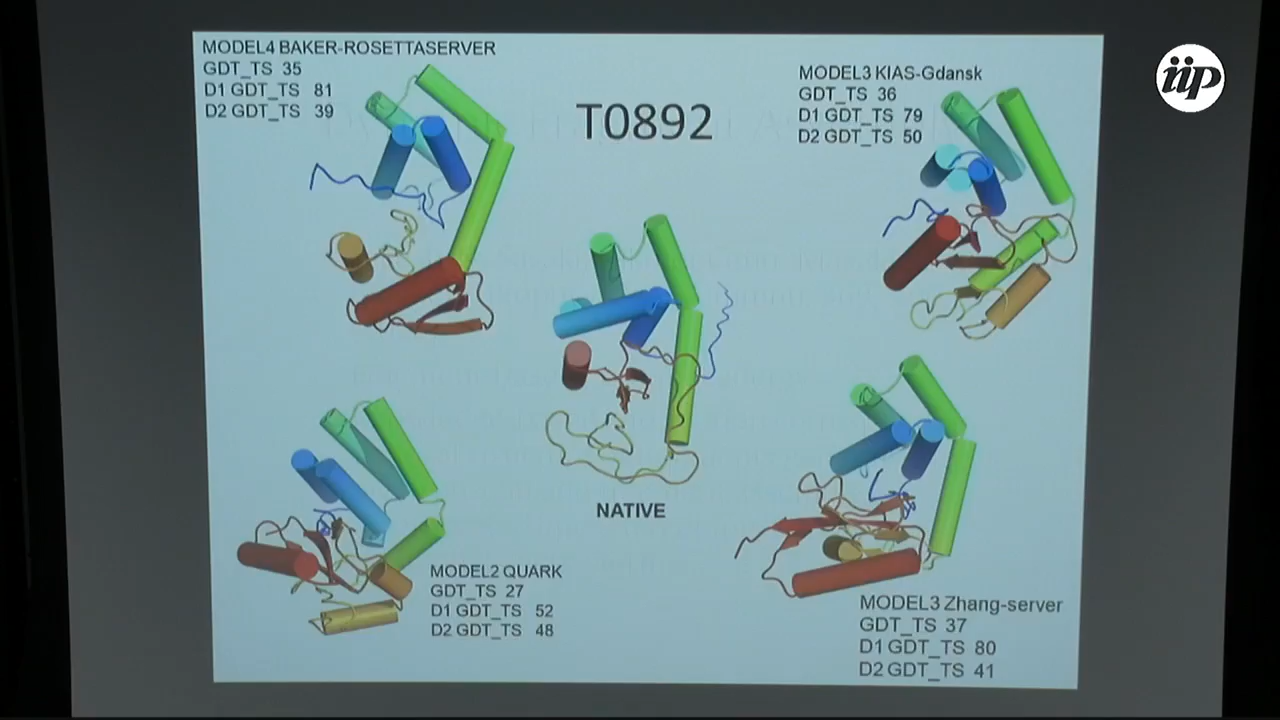 MODEL4 BAKER-ROSETTASERVER
GDT_TS 35
D1 GDT_TS 81
D2 GDT_TS 39
T0892
MODEL3 KIAS-Gdansk
GDT_TS 36
D1 GDT_TS 79
D2 GDT_TS 50
iip
NATIVE
MODEL2 QUARK
GDT_TS 27
D1 GDT_TS 52
D2 GDT_TS 48
MODEL3 Zhang-server
GDT_TS 37
D1 GDT_TS 80
D2 GDT_TS 41